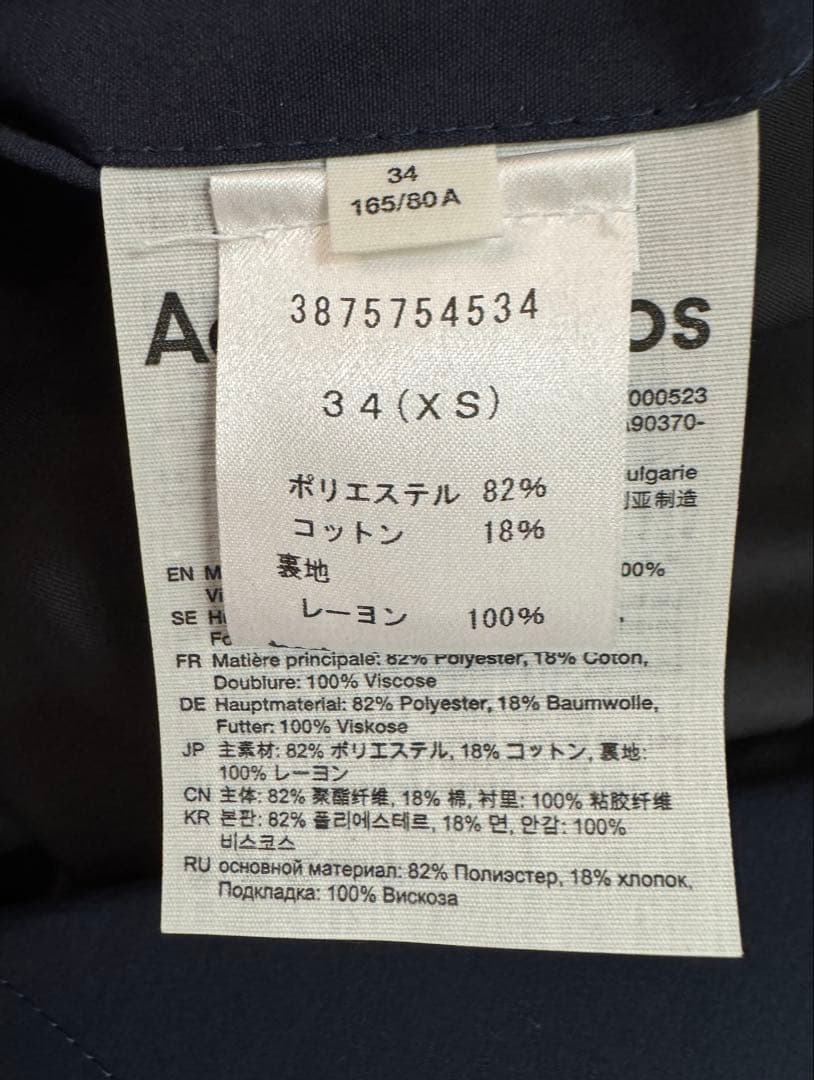 34
165/80A
3875754534
34(XS)
ポリエステル 82%
コットン 18%
裏地
レーヨン 100%
000523
A90370-
ulgarie
亚制造
EN
00%
SE
FR Matière principale: 82% Polyester, 18% Coton,
Doublure: 100% Viscose
DE Hauptmaterial: 82% Polyester, 18% Baumwolle,
Futter: 100% Viskose
JP 主素材: 82% ポリエステル, 18% コットン, 裏地:
100% レーヨン
CN 主体: 82% 聚酯纤维, 18% 棉, 衬里: 100% 粘胶纤维
KR 본판: 82% 폴리에스테르, 18% 면, 안감: 100%
비스코스
RU основной материал: 82% Полиэстер, 18% хлопок,
Подкладка: 100% Вискоза